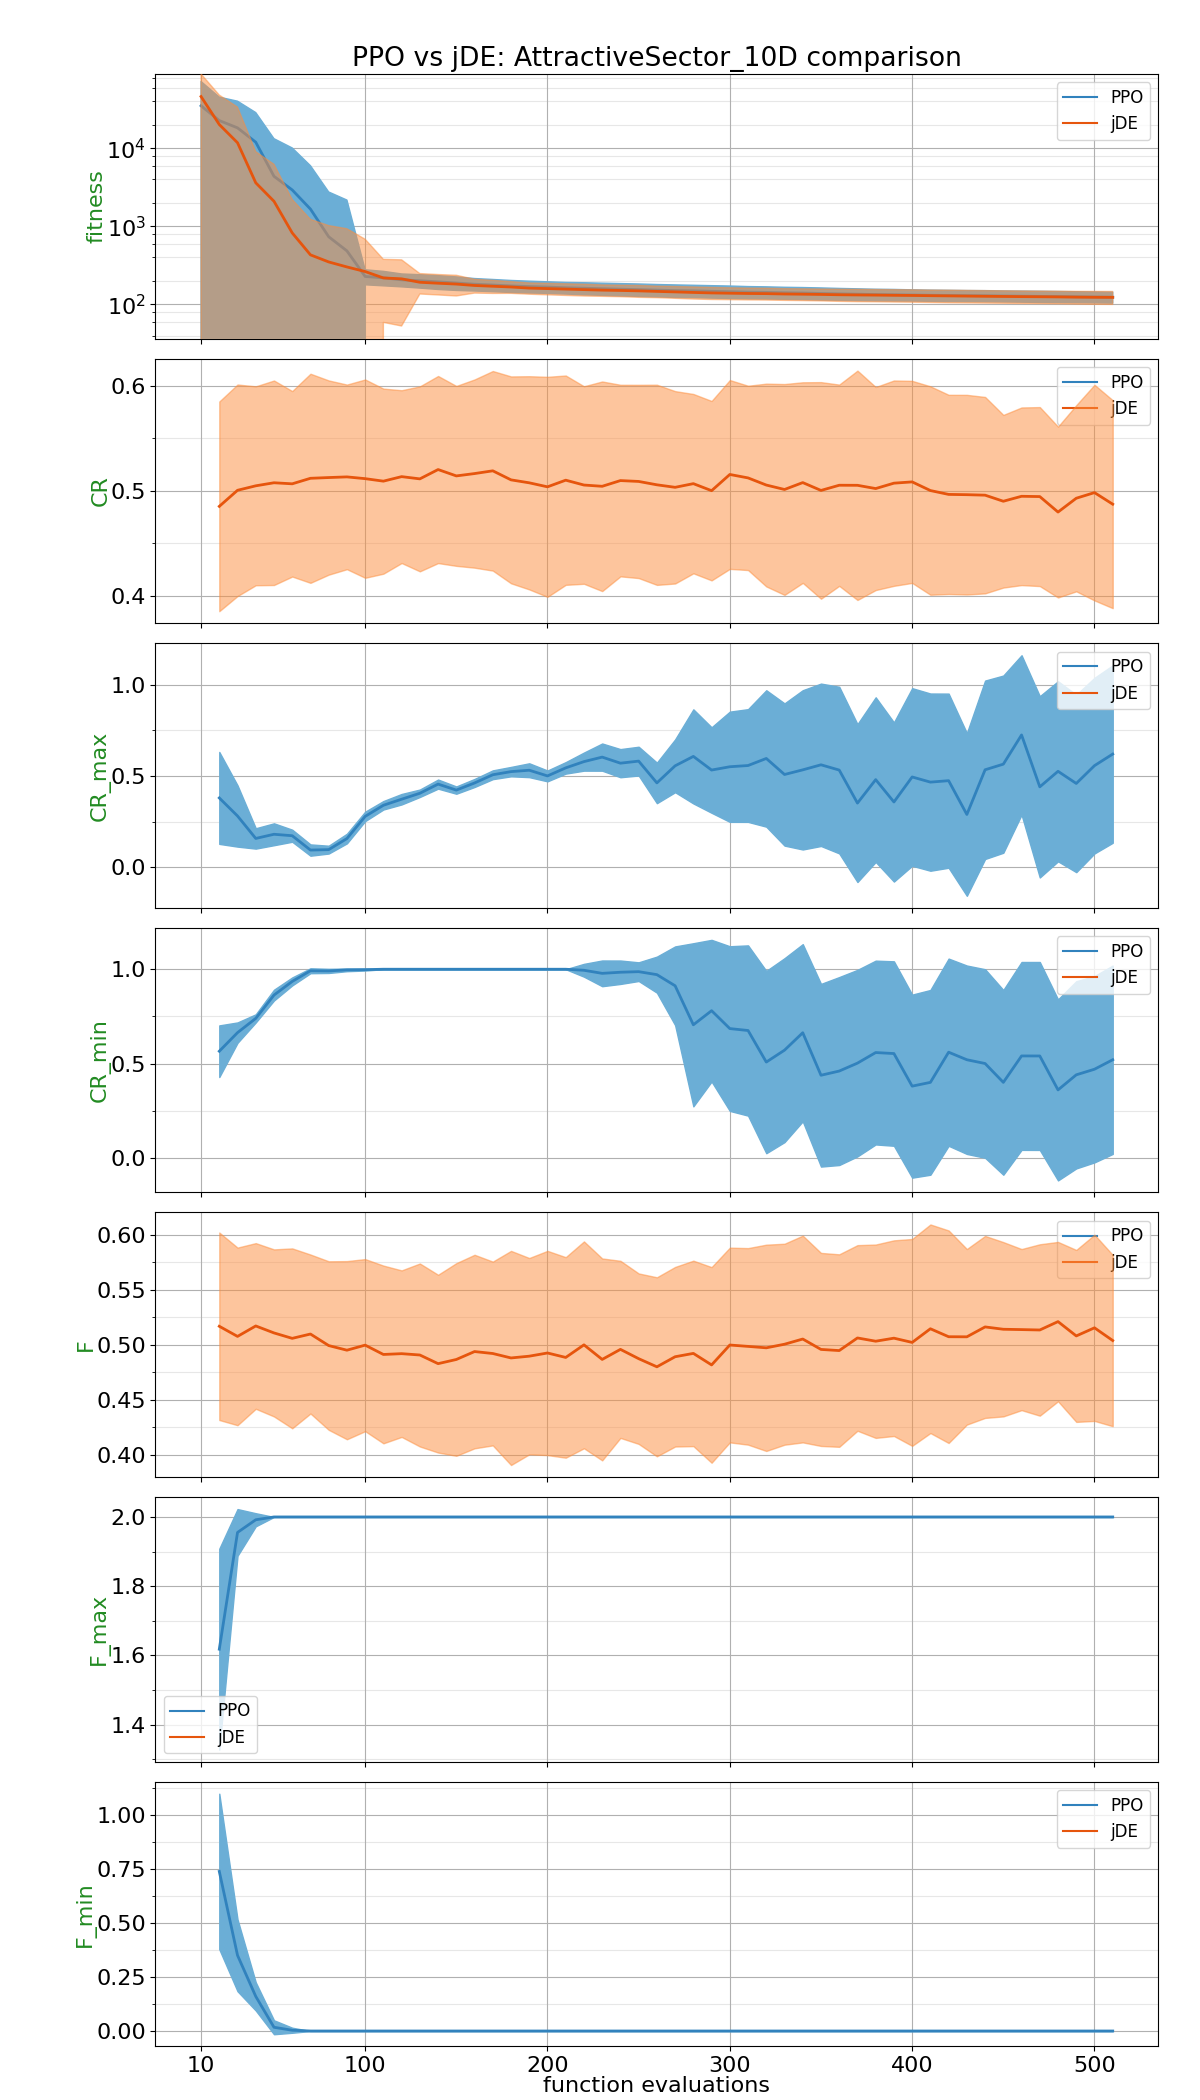 PPO vs jDE: AttractiveSector_10D comparison
PPO
jDE
10⁴
10³
10²
fitness
PPO
jDE
0.6
0.5
0.4
CR
PPO
jDE
1.0
0.5
0.0
CR_max
PPO
jDE
1.0
0.5
0.0
CR_min
PPO
jDE
0.60
0.55
0.50
0.45
0.40
F
2.0
1.8
1.6
1.4
F_max
PPO
jDE
PPO
jDE
1.00
0.75
0.50
0.25
0.00
F_min
10 100 200 300 400 500
function evaluations